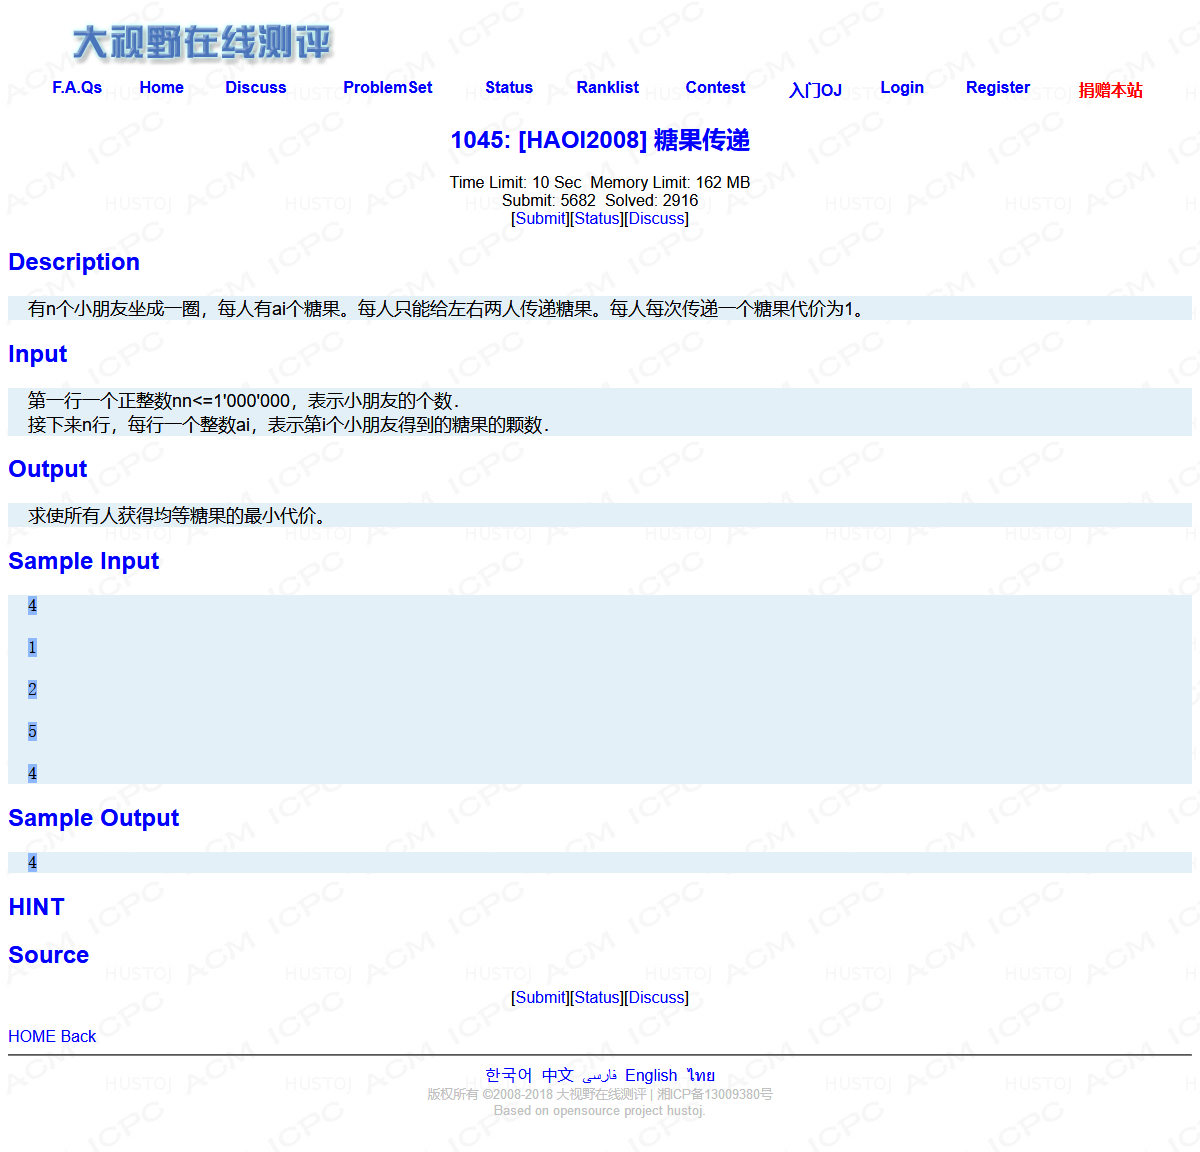 大视野在线测评
F.A.Qs Home Discuss ProblemSet Status Ranklist Contest 入门OJ Login Register 捐赠本站
1045: [HAOI2008] 糖果传递
Time Limit: 10 Sec  Memory Limit: 162 MB
Submit: 5682  Solved: 2916
[Submit][Status][Discuss]
Description
有n个小朋友坐成一圈，每人有ai个糖果。每人只能给左右两人传递糖果。每人每次传递一个糖果代价为1。
Input
第一行一个正整数nn<=1'000'000，表示小朋友的个数．
接下来n行，每行一个整数ai，表示第i个小朋友得到的糖果的颗数．
Output
求使所有人获得均等糖果的最小代价。
Sample Input
4
1
2
5
4
Sample Output
4
HINT
Source
[Submit][Status][Discuss]
HOME Back
한국어 中文 فارسی English ไทย
版权所有 ©2008-2018 大视野在线测评 | 湘ICP备13009380号
Based on opensource project hustoj.